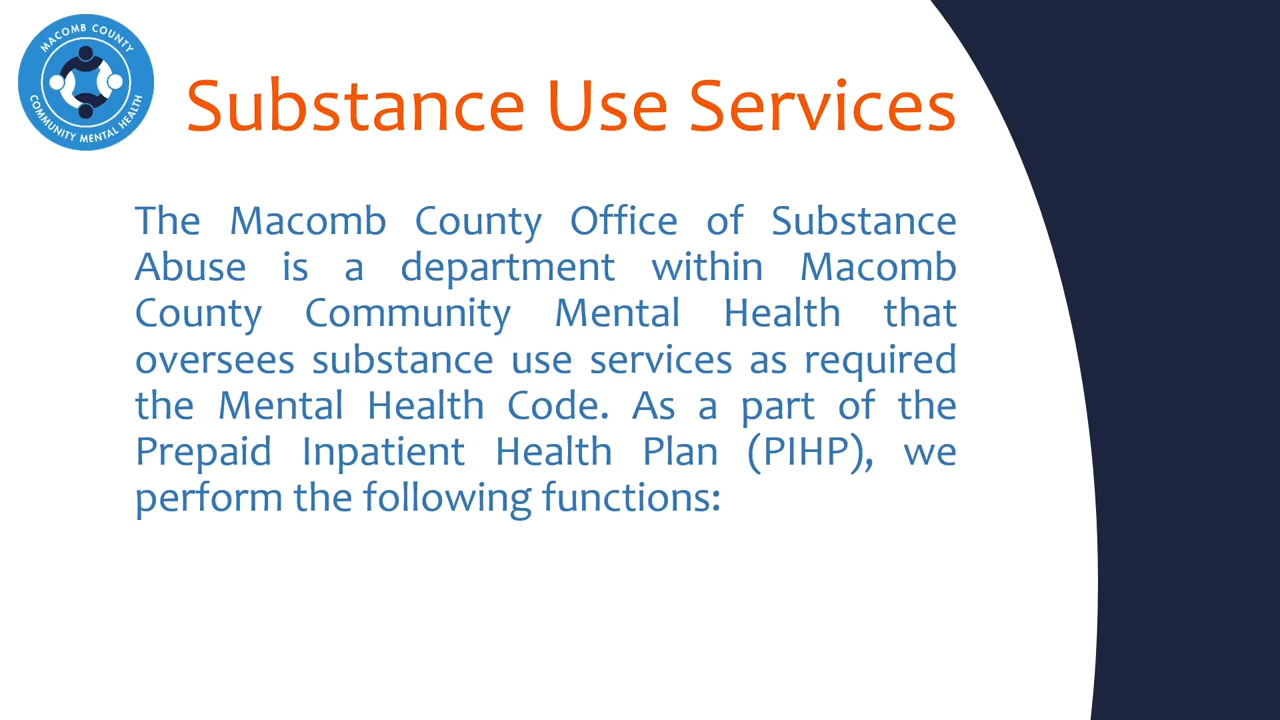 MACOMB COUNTY
COMMUNITY MENTAL HEALTH
Substance Use Services
The Macomb County Office of Substance
Abuse is a department within Macomb
County Community Mental Health that
oversees substance use services as required
the Mental Health Code. As a part of the
Prepaid Inpatient Health Plan (PIHP), we
perform the following functions: